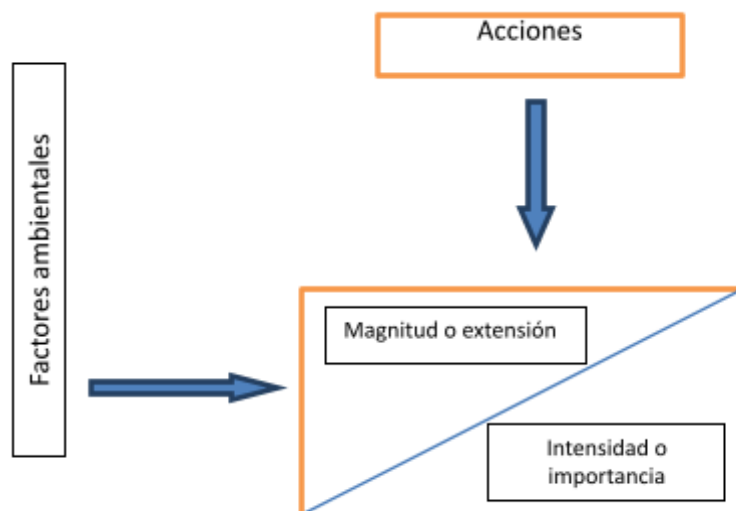 Acciones
Factores ambientales
Magnitud o extensión
Intensidad o
importancia